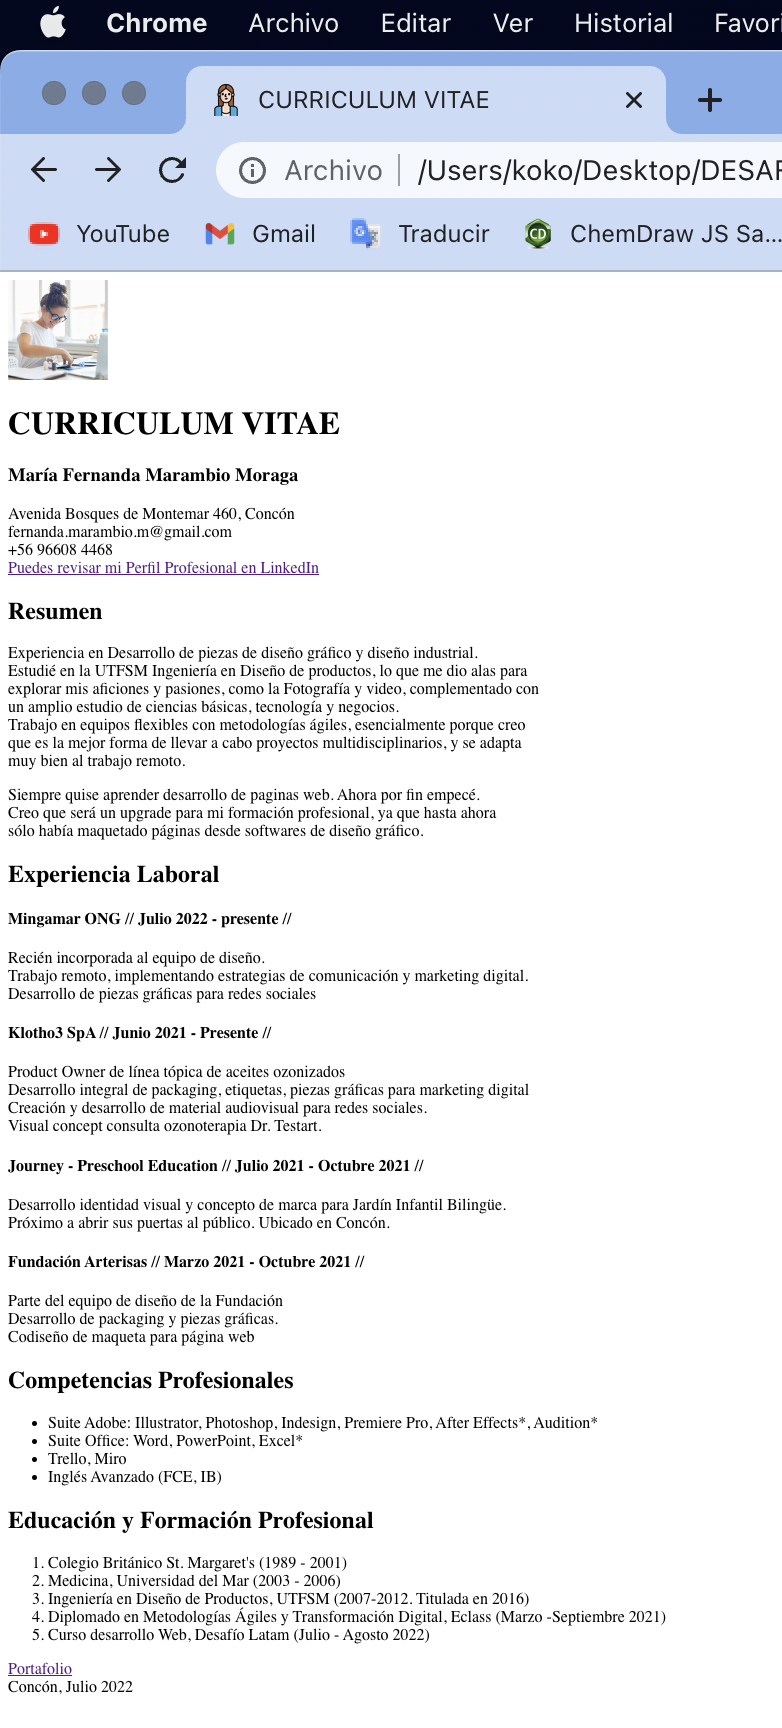 Chrome Archivo Editar Ver Historial Favori
CURRICULUM VITAE
Archivo /Users/koko/Desktop/DESAF
YouTube Gmail Traducir CD ChemDraw JS Sa...
CURRICULUM VITAE
María Fernanda Marambio Moraga
Avenida Bosques de Montemar 460, Concón
fernanda.marambio.m@gmail.com
+56 96608 4468
Puedes revisar mi Perfil Profesional en LinkedIn
Resumen
Experiencia en Desarrollo de piezas de diseño gráfico y diseño industrial.
Estudié en la UTFSM Ingeniería en Diseño de productos, lo que me dio alas para
explorar mis aficiones y pasiones, como la Fotografía y video, complementado con
un amplio estudio de ciencias básicas, tecnología y negocios.
Trabajo en equipos flexibles con metodologías ágiles, esencialmente porque creo
que es la mejor forma de llevar a cabo proyectos multidisciplinarios, y se adapta
muy bien al trabajo remoto.
Siempre quise aprender desarrollo de paginas web. Ahora por fin empecé.
Creo que será un upgrade para mi formación profesional, ya que hasta ahora
sólo había maquetado páginas desde softwares de diseño gráfico.
Experiencia Laboral
Mingamar ONG // Julio 2022 - presente //
Recién incorporada al equipo de diseño.
Trabajo remoto, implementando estrategias de comunicación y marketing digital.
Desarrollo de piezas gráficas para redes sociales
Klotho3 SpA // Junio 2021 - Presente //
Product Owner de línea tópica de aceites ozonizados
Desarrollo integral de packaging, etiquetas, piezas gráficas para marketing digital
Creación y desarrollo de material audiovisual para redes sociales.
Visual concept consulta ozonoterapia Dr. Testart.
Journey - Preschool Education // Julio 2021 - Octubre 2021 //
Desarrollo identidad visual y concepto de marca para Jardín Infantil Bilingüe.
Próximo a abrir sus puertas al público. Ubicado en Concón.
Fundación Arterisas // Marzo 2021 - Octubre 2021 //
Parte del equipo de diseño de la Fundación
Desarrollo de packaging y piezas gráficas.
Codiseño de maqueta para página web
Competencias Profesionales
• Suite Adobe: Illustrator, Photoshop, Indesign, Premiere Pro, After Effects*, Audition*
• Suite Office: Word, PowerPoint, Excel*
• Trello, Miro
• Inglés Avanzado (FCE, IB)
Educación y Formación Profesional
1. Colegio Británico St. Margaret's (1989 - 2001)
2. Medicina, Universidad del Mar (2003 - 2006)
3. Ingeniería en Diseño de Productos, UTFSM (2007-2012. Titulada en 2016)
4. Diplomado en Metodologías Ágiles y Transformación Digital, Eclass (Marzo -Septiembre 2021)
5. Curso desarrollo Web, Desafío Latam (Julio - Agosto 2022)
Portafolio
Concón, Julio 2022